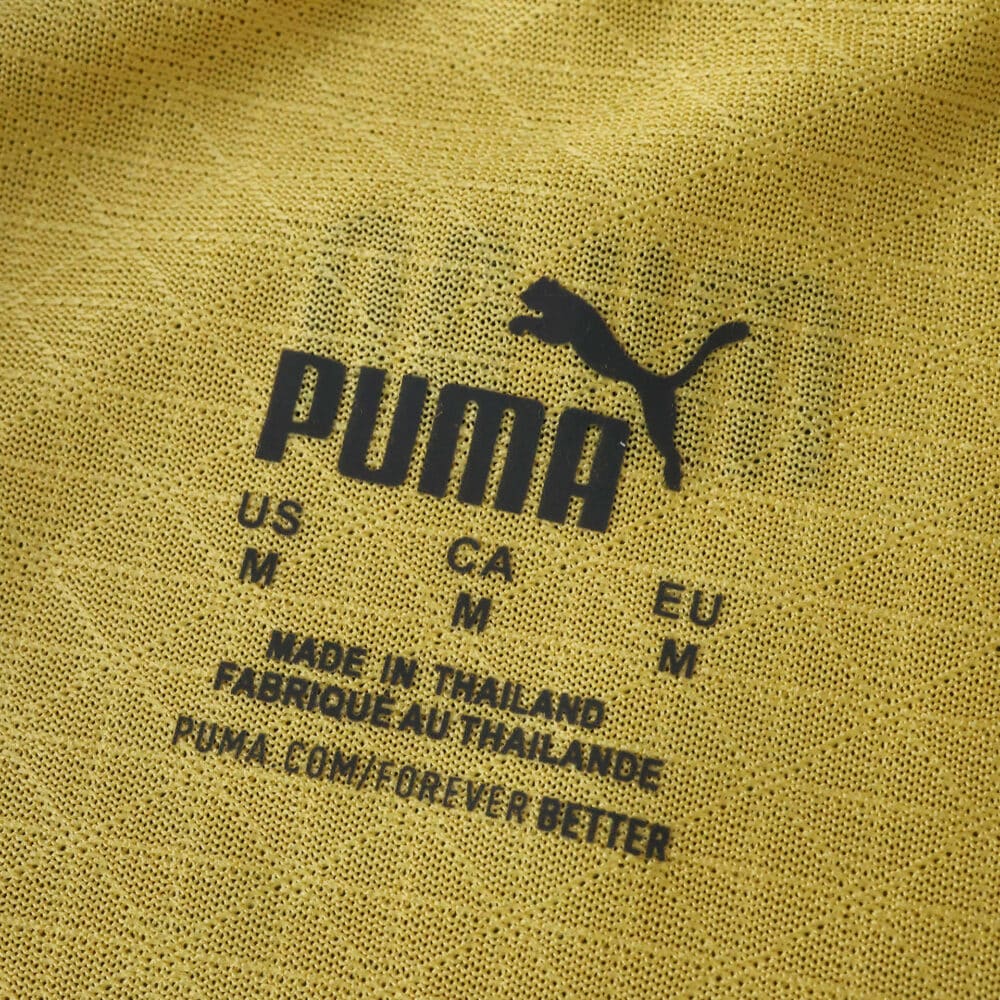 PUMA
US CA EU
M M M
MADE IN THAILAND
FABRIQUÉ AU THAILANDE
PUMA.COM/FOREVER BETTER